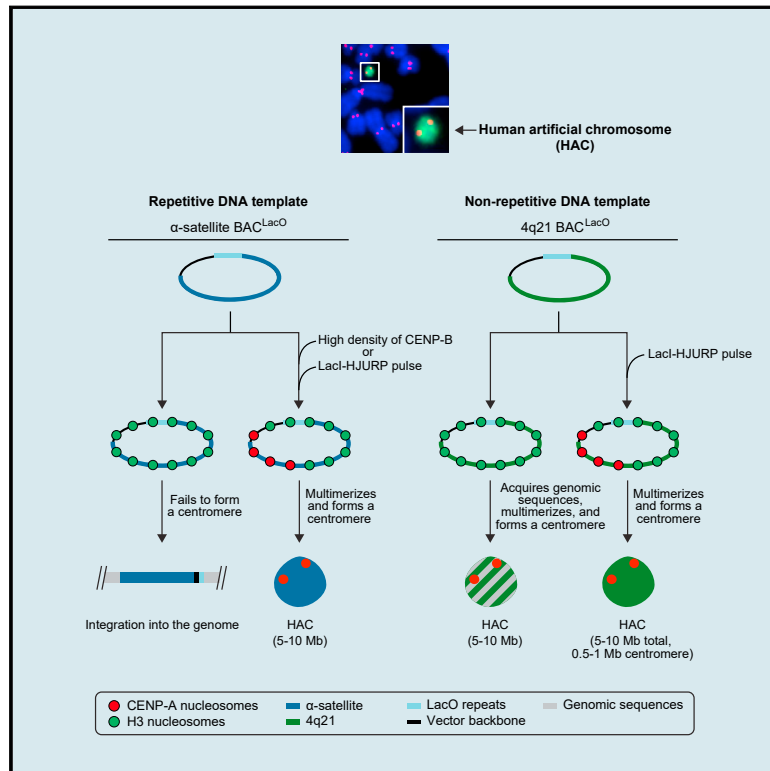 Human artificial chromosome
(HAC)
Repetitive DNA template
α-satellite BACLacO
Non-repetitive DNA template
4q21 BACLacO
High density of CENP-B
or
LacI-HJURP pulse
LacI-HJURP pulse
Fails to form
a centromere
Multimerizes
and forms a
centromere
Acquires genomic
sequences,
multimerizes, and
forms a centromere
Multimerizes
and forms a
centromere
Integration into the genome
HAC
(5-10 Mb)
HAC
(5-10 Mb)
HAC
(5-10 Mb total,
0.5-1 Mb centromere)
CENP-A nucleosomes
H3 nucleosomes
α-satellite
4q21
LacO repeats
Vector backbone
Genomic sequences